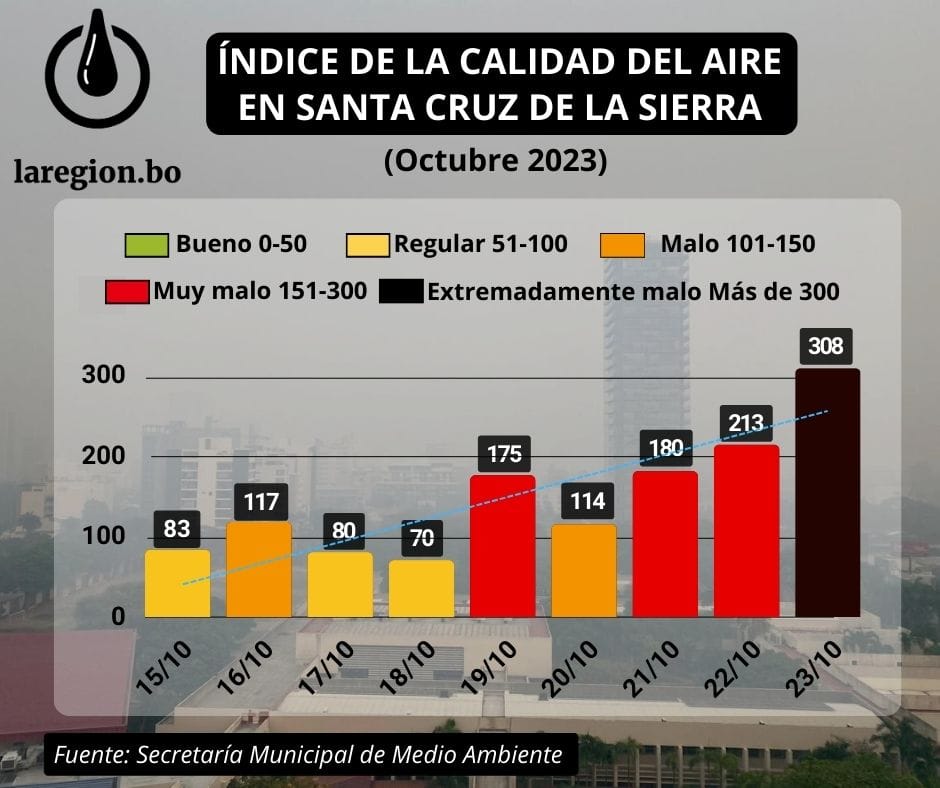 laregion.bo
ÍNDICE DE LA CALIDAD DEL AIRE
EN SANTA CRUZ DE LA SIERRA
(Octubre 2023)
Bueno 0-50 Regular 51-100 Malo 101-150
Muy malo 151-300 Extremadamente malo Más de 300
300
200
100
0
83 117 80 70 175 114 180 213 308
15/10 16/10 17/10 18/10 19/10 20/10 21/10 22/10 23/10
Fuente: Secretaría Municipal de Medio Ambiente